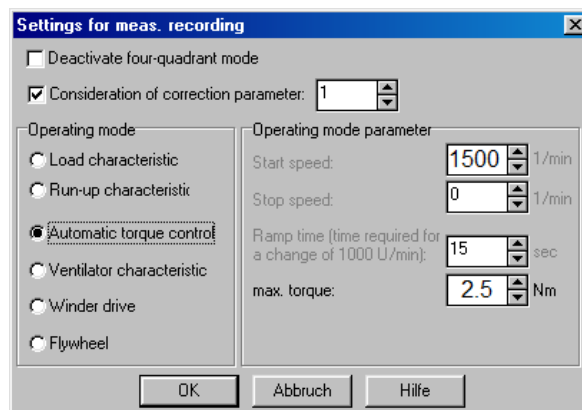 Settings for meas. recording
Deactivate four-quadrant mode
Consideration of correction parameter: 1
Operating mode
Load characteristic
Run-up characteristic
Automatic torque control
Ventilator characteristic
Winder drive
Flywheel
Operating mode parameter
Start speed: 1500 1/min
Stop speed: 0 1/min
Ramp time (time required for
a change of 1000 U/min): 15 sec
max. torque: 2.5 Nm
OK Abbruch Hilfe